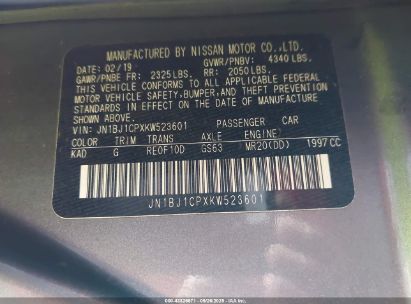 MANUFACTURED BY NISSAN MOTOR CO.,LTD.
DATE: 02/19 GVWR/PNBV: 4340 LBS.
GAWR/PNBE FR: 2325 LBS. RR: 2050 LBS.
THIS VEHICLE CONFORMS TO ALL APPLICABLE FEDERAL
MOTOR VEHICLE SAFETY, BUMPER, AND THEFT PREVENTION
STANDARDS IN EFFECT ON THE DATE OF MANUFACTURE
SHOWN ABOVE.
VIN: JN1BJ1CPXKW523601 PASSENGER CAR
COLOR TRIM TRANS AXLE ENGINE
KAD G RE0F10D GS63 MR20(DD) 1997 CC
JN1BJ1CPXKW523601